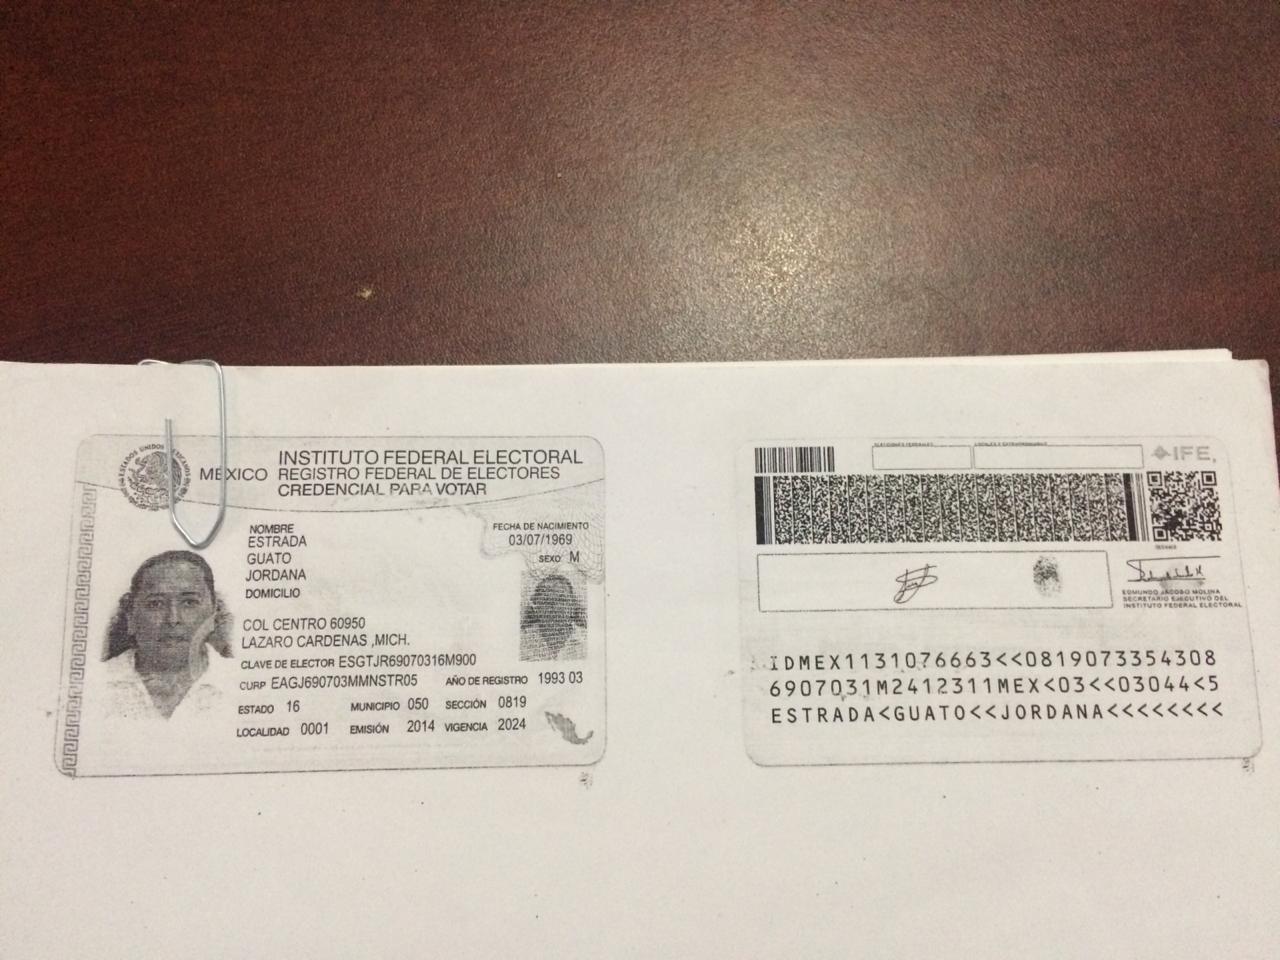 ESTADOS UNIDOS MEXICANOS
MÉXICO
INSTITUTO FEDERAL ELECTORAL
REGISTRO FEDERAL DE ELECTORES
CREDENCIAL PARA VOTAR
NOMBRE
ESTRADA
GUATO
JORDANA
FECHA DE NACIMIENTO
03/07/1969
SEXO M
DOMICILIO
COL CENTRO 60950
LAZARO CARDENAS ,MICH.
CLAVE DE ELECTOR ESGTJR69070316M900
CURP EAGJ690703MMNSTR05 AÑO DE REGISTRO 1993 03
ESTADO 16 MUNICIPIO 050 SECCIÓN 0819
LOCALIDAD 0001 EMISIÓN 2014 VIGENCIA 2024
ELECCIONES FEDERALES LOCALES Y EXTRAORDINARIAS
IFE
EDMUNDO JACOBO MOLINA
SECRETARIO EJECUTIVO DEL
INSTITUTO FEDERAL ELECTORAL
IDMEX1131076663<<0819073354308
6907031M2412311MEX<03<<03044<5
ESTRADA<GUATO<<JORDANA<<<<<<<<